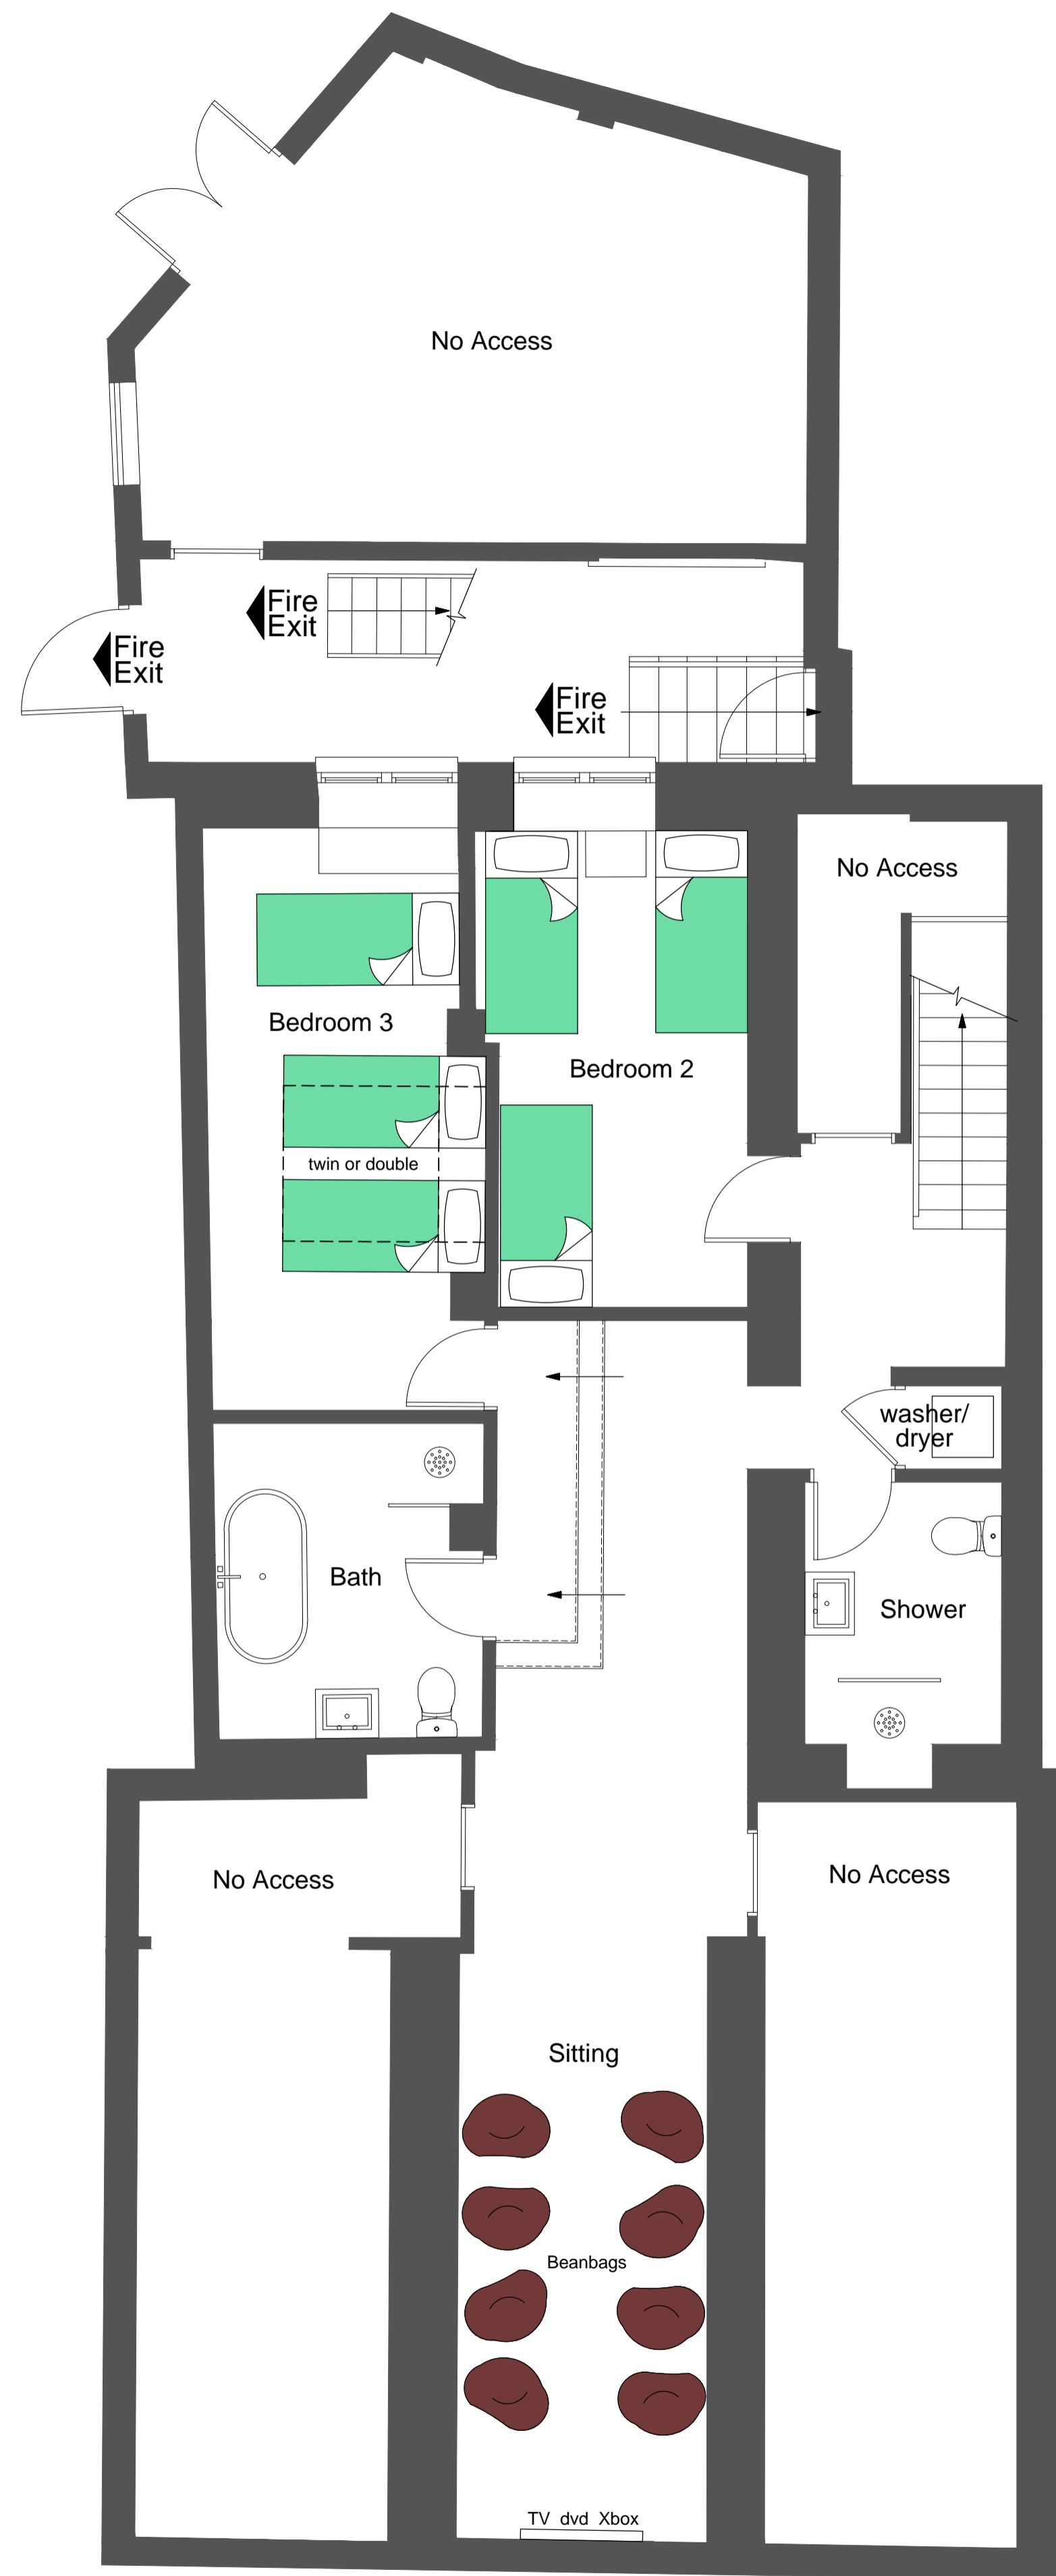 No Access
Fire
Exit
Fire
Exit
Fire
Exit
No Access
Bedroom 3
Bedroom 2
twin or double
washer/
dryer
Bath
Shower
No Access
No Access
Sitting
Beanbags
TV dvd Xbox